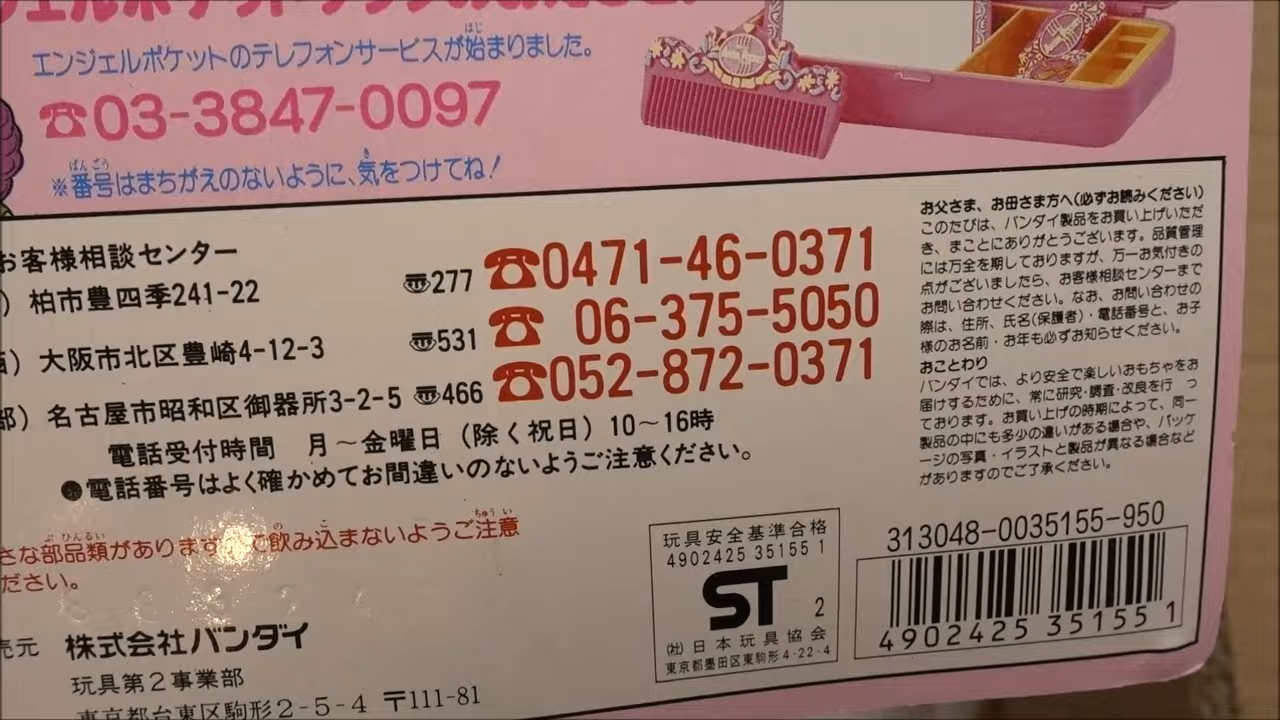 エンジェルポケットのテレフォンサービスが始まりました。
☎03-3847-0097
※番号はまちがえのないように、気をつけてね!
お客様相談センター
) 柏市豊四季241-22 〠277 ☎0471-46-0371
) 大阪市北区豊崎4-12-3 〠531 ☎06-375-5050
部) 名古屋市昭和区御器所3-2-5 〠466 ☎052-872-0371
電話受付時間 月~金曜日(除く祝日)10~16時
●電話番号はよく確かめてお間違いのないようご注意ください。
さな部品類があります で飲み込まないようご注意
ださい。
売元 株式会社バンダイ
玩具第2事業部
東京都台東区駒形2-5-4 〒111-81
お父さま、お母さま方へ(必ずお読みください)
このたびは、バンダイ製品をお買い上げいただ
き、まことにありがとうございます。品質管理
には万全を期しておりますが、万一お気付きの
点がございましたら、お客様相談センターまで
お問い合わせください。なお、お問い合わせの
際は、住所、氏名(保護者)・電話番号と、お子
様のお名前・お年も必ずお知らせください。
おことわり
バンダイでは、より安全で楽しいおもちゃをお
届けするために、常に研究・調査・改良を行 っ
ております。お買い上げの時期によって、同一
製品の中にも多少の違いがある場合や、パッケ
ージの写真・イラストと製品が異なる場合など
がありますのでご了承ください。
玩具安全基準合格
4902425 35155 1
ST 2
(社)日本玩具協会
東京都墨田区東駒形4-22-4
313048-0035155-950
4902425 35155 1